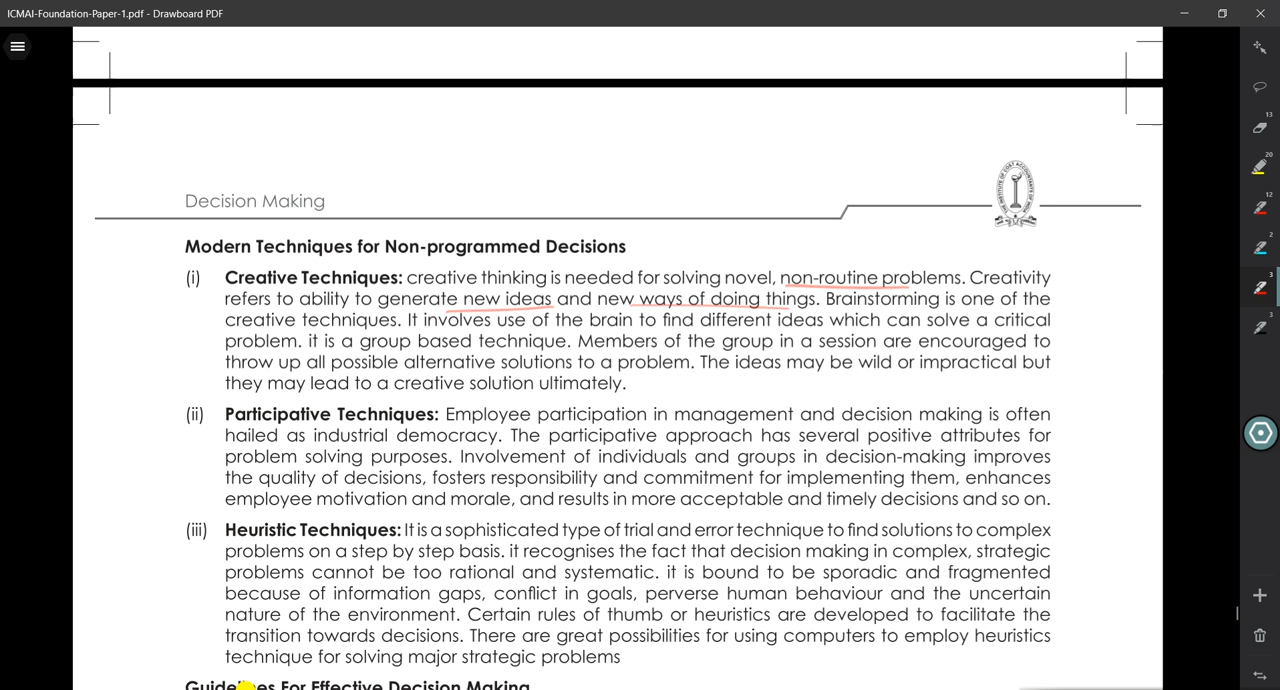 ICMAI-Foundation-Paper-1.pdf - Drawboard PDF
Decision Making
Modern Techniques for Non-programmed Decisions
(i) Creative Techniques: creative thinking is needed for solving novel, non-routine problems. Creativity
refers to ability to generate new ideas and new ways of doing things. Brainstorming is one of the
creative techniques. It involves use of the brain to find different ideas which can solve a critical
problem. it is a group based technique. Members of the group in a session are encouraged to
throw up all possible alternative solutions to a problem. The ideas may be wild or impractical but
they may lead to a creative solution ultimately.
(ii) Participative Techniques: Employee participation in management and decision making is often
hailed as industrial democracy. The participative approach has several positive attributes for
problem solving purposes. Involvement of individuals and groups in decision-making improves
the quality of decisions, fosters responsibility and commitment for implementing them, enhances
employee motivation and morale, and results in more acceptable and timely decisions and so on.
(iii) Heuristic Techniques: It is a sophisticated type of trial and error technique to find solutions to complex
problems on a step by step basis. it recognises the fact that decision making in complex, strategic
problems cannot be too rational and systematic. it is bound to be sporadic and fragmented
because of information gaps, conflict in goals, perverse human behaviour and the uncertain
nature of the environment. Certain rules of thumb or heuristics are developed to facilitate the
transition towards decisions. There are great possibilities for using computers to employ heuristics
technique for solving major strategic problems
Guidelines For Effective Decision Making
13
20
12
2
3
3